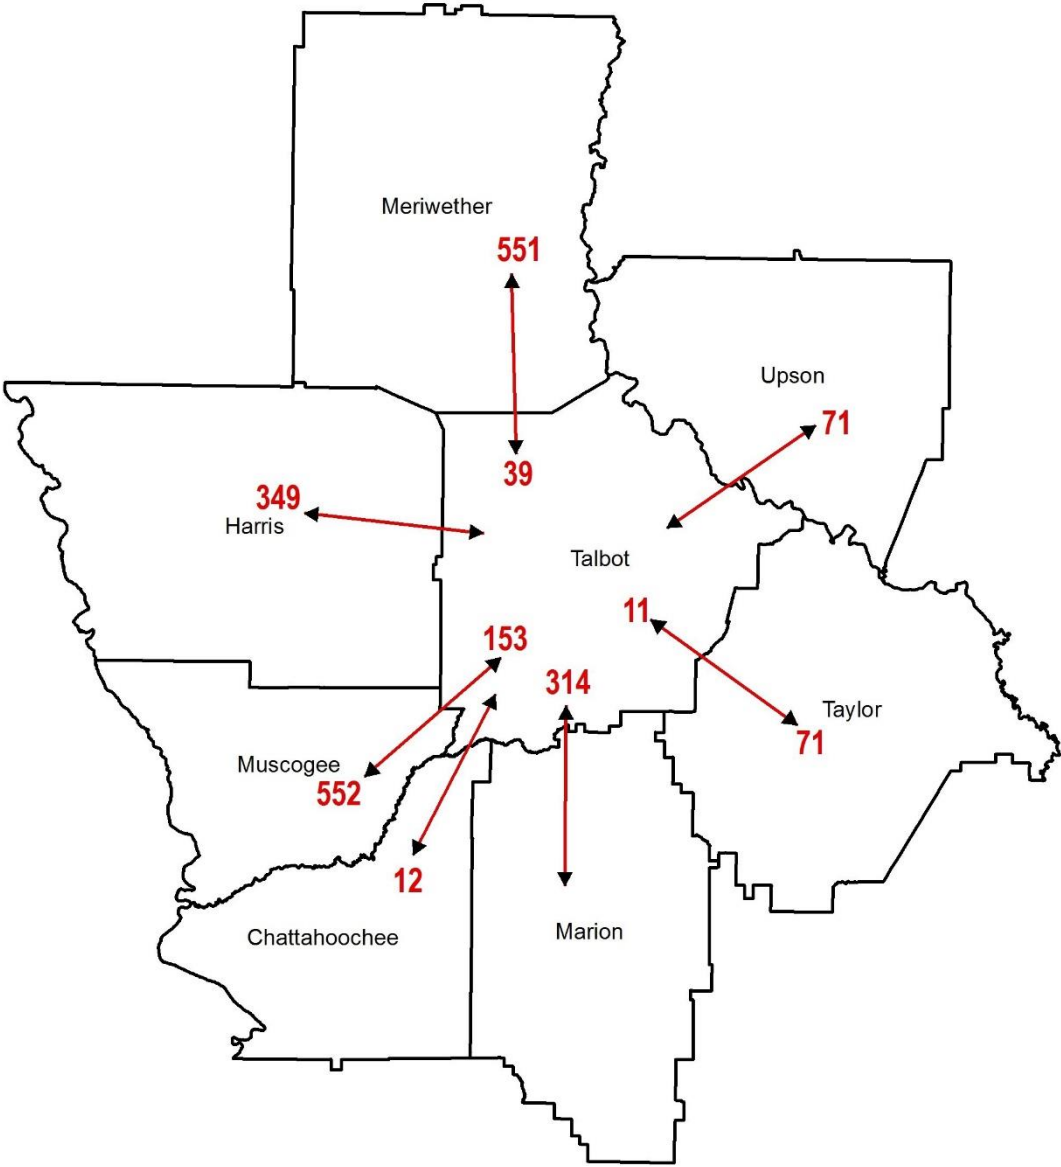 Meriwether
551
Upson
71
39
349
Harris
Talbot
11
153
314
Taylor
71
Muscogee
552
12
Chattahoochee
Marion